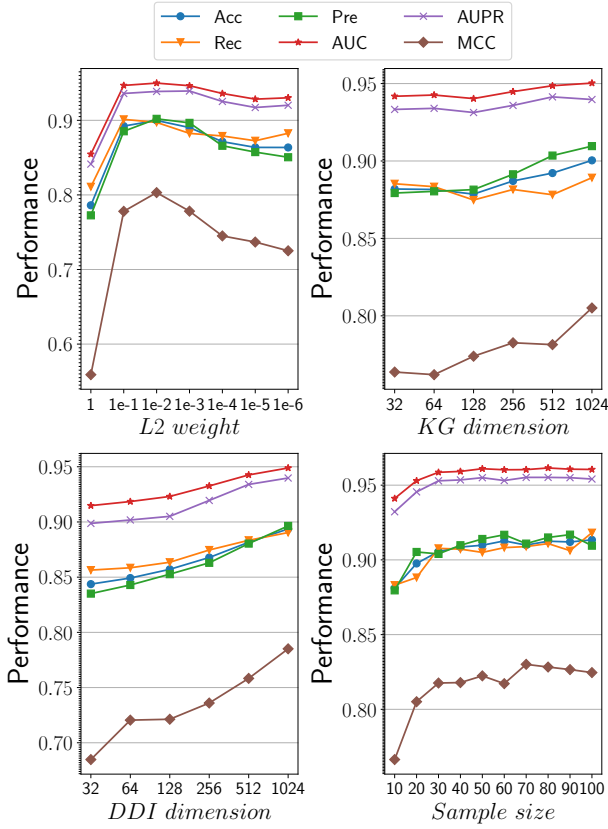 Acc Pre AUPR
Rec AUC MCC
Performance
0.9
0.8
0.7
0.6
1 1e-1 1e-2 1e-3 1e-4 1e-5 1e-6
L2 weight
Performance
0.95
0.90
0.85
0.80
32 64 128 256 512 1024
KG dimension
Performance
0.95
0.90
0.85
0.80
0.75
0.70
32 64 128 256 512 1024
DDI dimension
Performance
0.95
0.90
0.85
0.80
10 20 30 40 50 60 70 80 90 100
Sample size